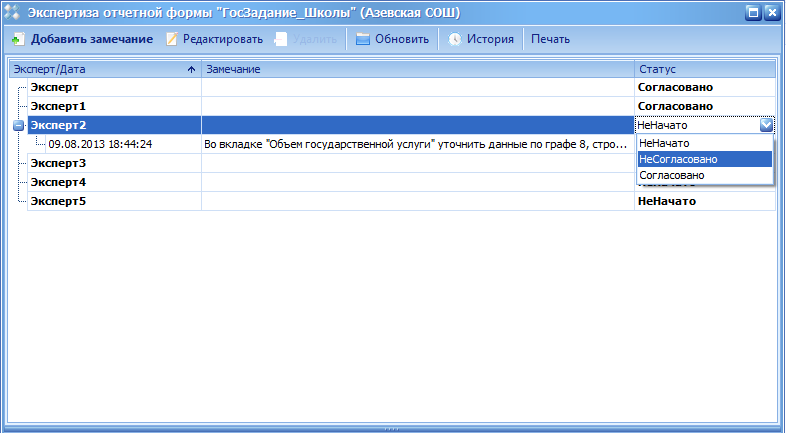 Экспертиза отчетной формы "ГосЗадание_Школы" (Азевская СОШ)
Добавить замечание Редактировать Удалить Обновить История Печать
Эксперт/Дата Замечание Статус
Эксперт Согласовано
Эксперт1 Согласовано
Эксперт2 НеНачато
09.08.2013 18:44:24 Во вкладке "Объем государственной услуги" уточнить данные по графе 8, стро... НеНачато
Эксперт3 НеСогласовано
Эксперт4 Согласовано
Эксперт5 НеНачато